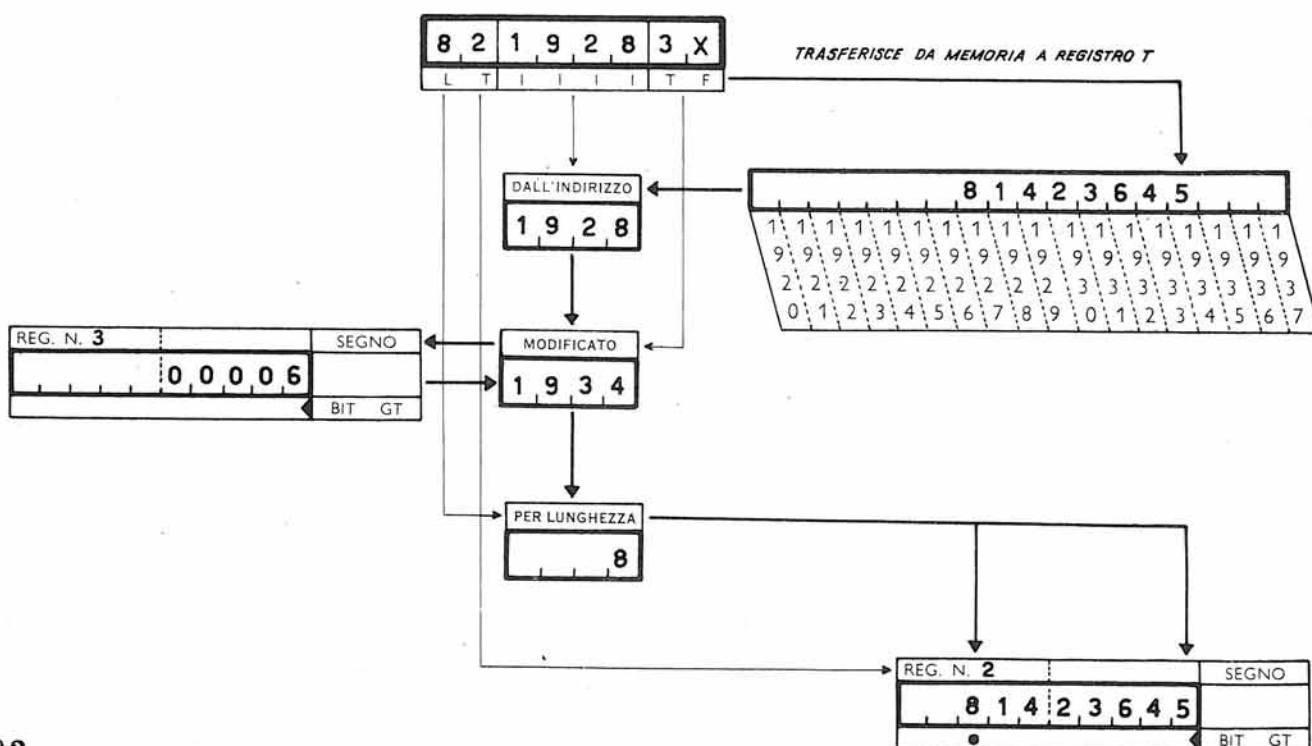 8 2 1 9 2 8 3 X
L T I I I I T F
TRASFERISCE DA MEMORIA A REGISTRO T
DALL'INDIRIZZO
1 9 2 8
8 1 4 2 3 6 4 5
1 1 1 1 1 1 1 1 1 1 1 1 1 1 1 1 1 1
9 9 9 9 9 9 9 9 9 9 9 9 9 9 9 9 9 9
2 2 2 2 2 2 2 2 2 2 3 3 3 3 3 3 3 3
0 1 2 3 4 5 6 7 8 9 0 1 2 3 4 5 6 7
REG. N. 3 SEGNO
0 0 0 0 6
BIT GT
MODIFICATO
1 9 3 4
PER LUNGHEZZA
8
REG. N. 2 SEGNO
8 1 4 2 3 6 4 5
BIT GT